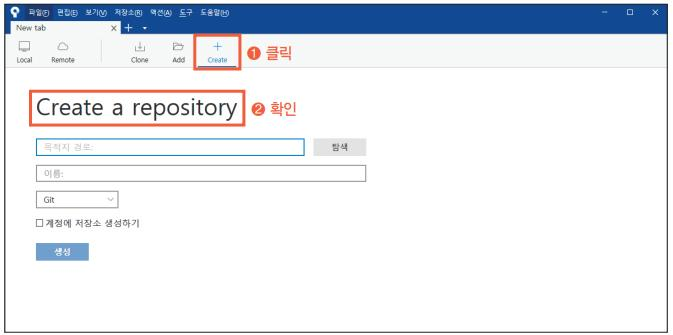 파일(F) 편집(E) 보기(V) 저장소(R) 액션(A) 도구 도움말(H)
New tab
Local Remote Clone Add Create ❶ 클릭
Create a repository ❷ 확인
목적지 경로: 탐색
이름:
Git
계정에 저장소 생성하기
생성